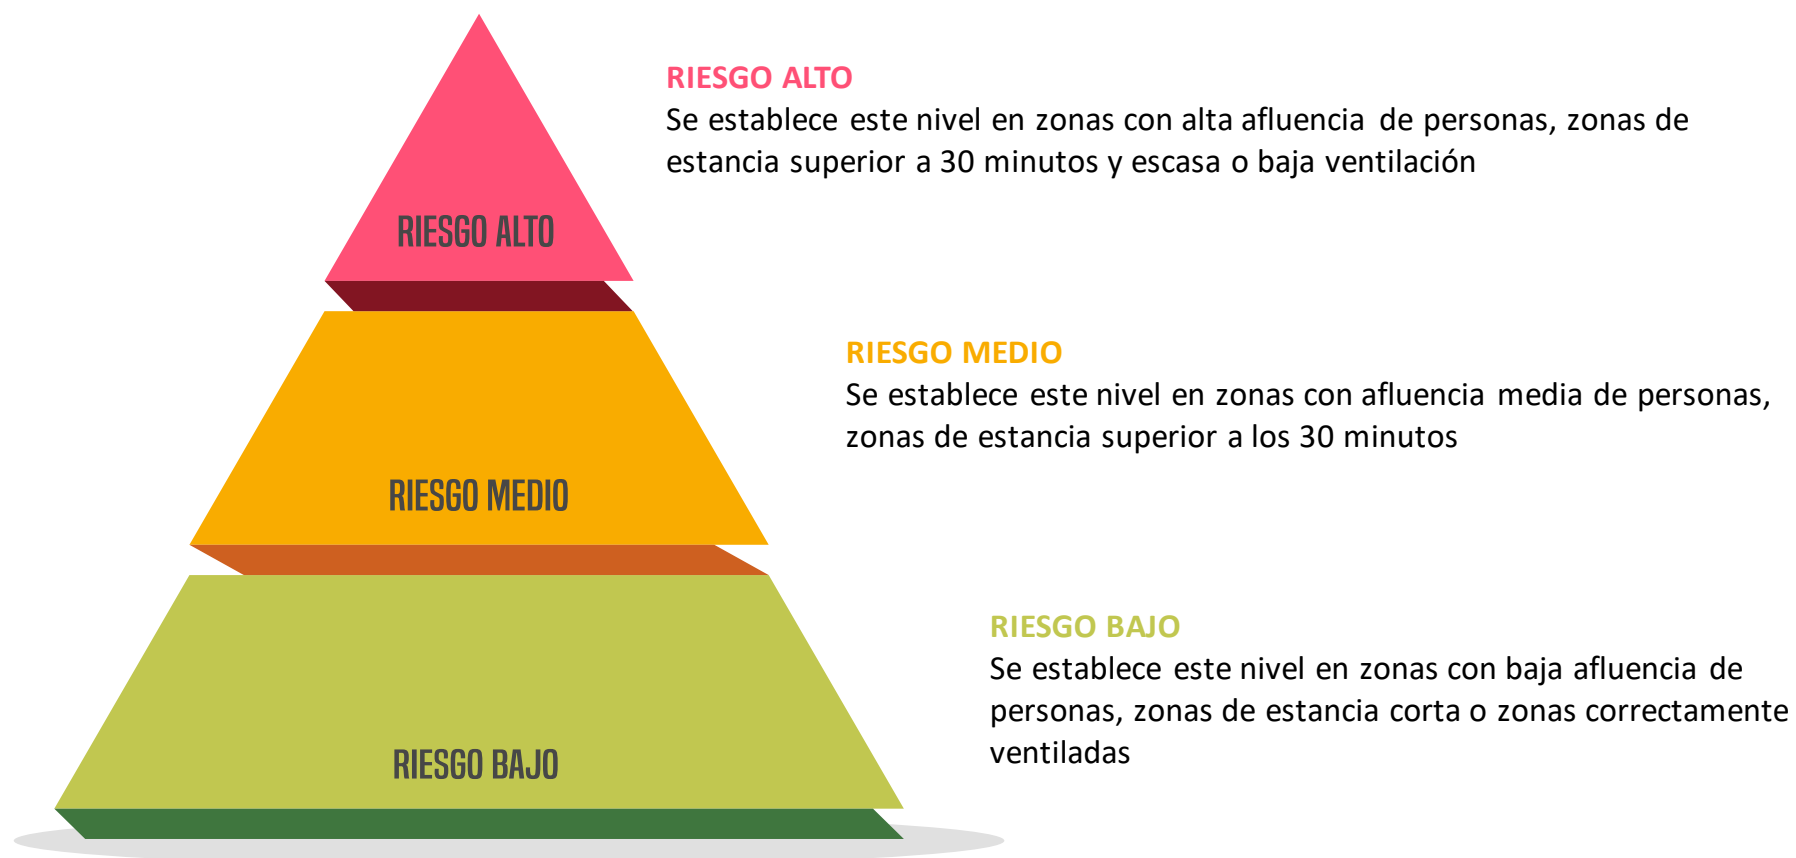 RIESGO ALTO
Se establece este nivel en zonas con alta afluencia de personas, zonas de
estancia superior a 30 minutos y escasa o baja ventilación
RIESGO ALTO
RIESGO MEDIO
Se establece este nivel en zonas con afluencia media de personas,
zonas de estancia superior a los 30 minutos
RIESGO MEDIO
RIESGO BAJO
Se establece este nivel en zonas con baja afluencia de
personas, zonas de estancia corta o zonas correctamente
ventiladas
RIESGO BAJO